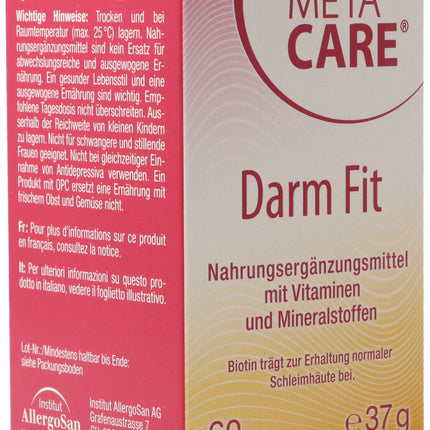 Wichtige Hinweise: Trocken und bei
Raumtemperatur (max. 25°C) lagern. Nah-
rungsergänzungsmittel sind kein Ersatz für
abwechslungsreiche und ausgewogene Er-
nährung. Ein gesunder Lebensstil und eine
ausgewogene Ernährung sind wichtig. Emp-
fohlene Tagesdosis nicht überschreiten. Aus-
serhalb der Reichweite von kleinen Kindern
zu lagern. Nicht für schwangere und stillende
Frauen geeignet. Nicht bei gleichzeitiger Ein-
nahme von Antidepressiva verwenden. Ein
Produkt mit OPC ersetzt eine Ernährung mit
frischem Obst und Gemüse nicht.
Fr: Pour plus d'informations sur ce produit
en français, consultez la notice.
It: Per ulteriori informazioni su questo pro-
dotto in italiano, vedere il foglietto illustrativo.
Lot-Nr.:/Mindestens haltbar bis Ende:
siehe Packungsboden
Institut
AllergoSan
Institut AllergoSan AG
Grafenaustrasse 7
META
CARE®
Darm Fit
Nahrungsergänzungsmittel
mit Vitaminen
und Mineralstoffen
Biotin trägt zur Erhaltung normaler
Schleimhäute bei.
60
℮37g